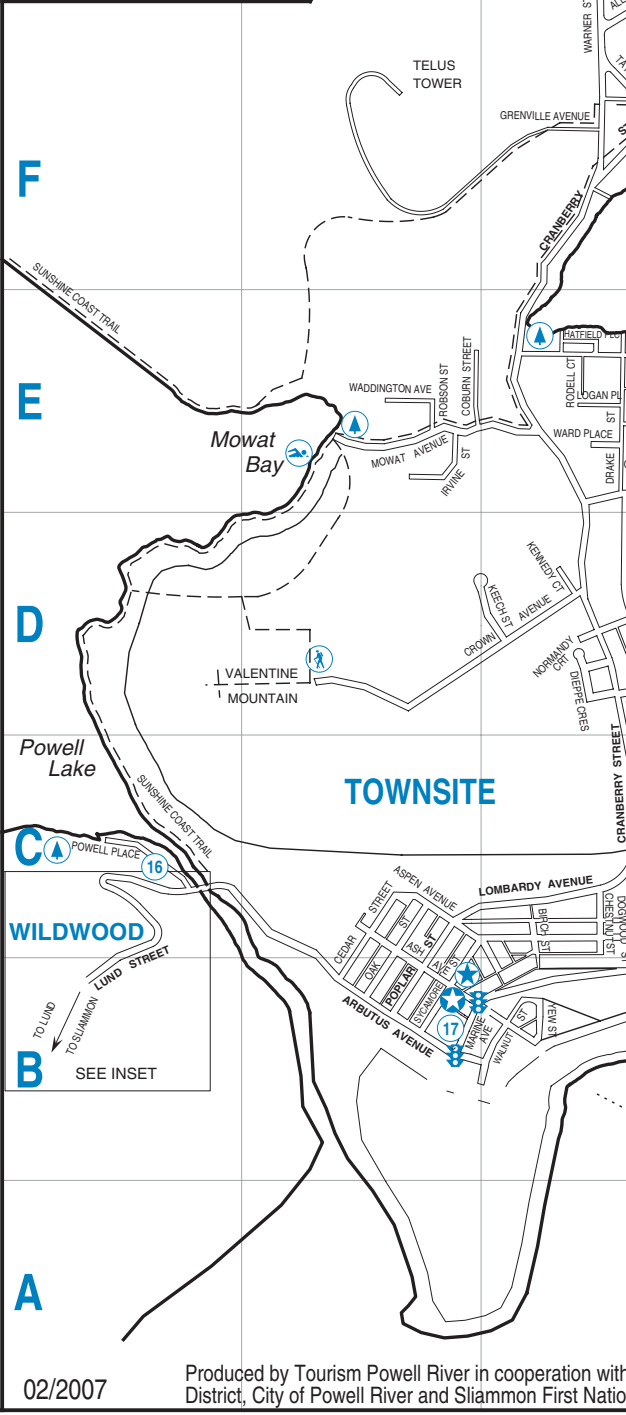 WARNER S
TELUS
TOWER
GRENVILLE AVENUE
F
CRANBERRY
SUNSHINE COAST TRAIL
HATFIELD PLC
E
WADDINGTON AVE
ROBSON ST
COBURN STREET
RODELL CT
LOGAN PL
ST
Mowat
Bay
MOWAT AVENUE
IRVINE ST
WARD PLACE
DRAKE
KENNEDY CT
KEECH ST
D
CROWN AVENUE
NORMANDY
CRT
DIEPPE CRES
VALENTINE
MOUNTAIN
CRANBERRY STREET
Powell
Lake
TOWNSITE
SUNSHINE COAST TRAIL
C
POWELL PLACE
16
ASPEN AVENUE
LOMBARDY AVENUE
CEDAR STREET
BIRCH ST
CHESTNUT ST
DOGWOOD S
WILDWOOD
LUND STREET
OAK ST
ASH AVE
POPLAR ST
SYCAMORE ST
ARBUTUS AVENUE
17
MARINE AVE
WALNUT ST
YEW ST
TO LUND
TO SLIAMMON
B
SEE INSET
A
02/2007
Produced by Tourism Powell River in cooperation with
District, City of Powell River and Sliammon First Natio